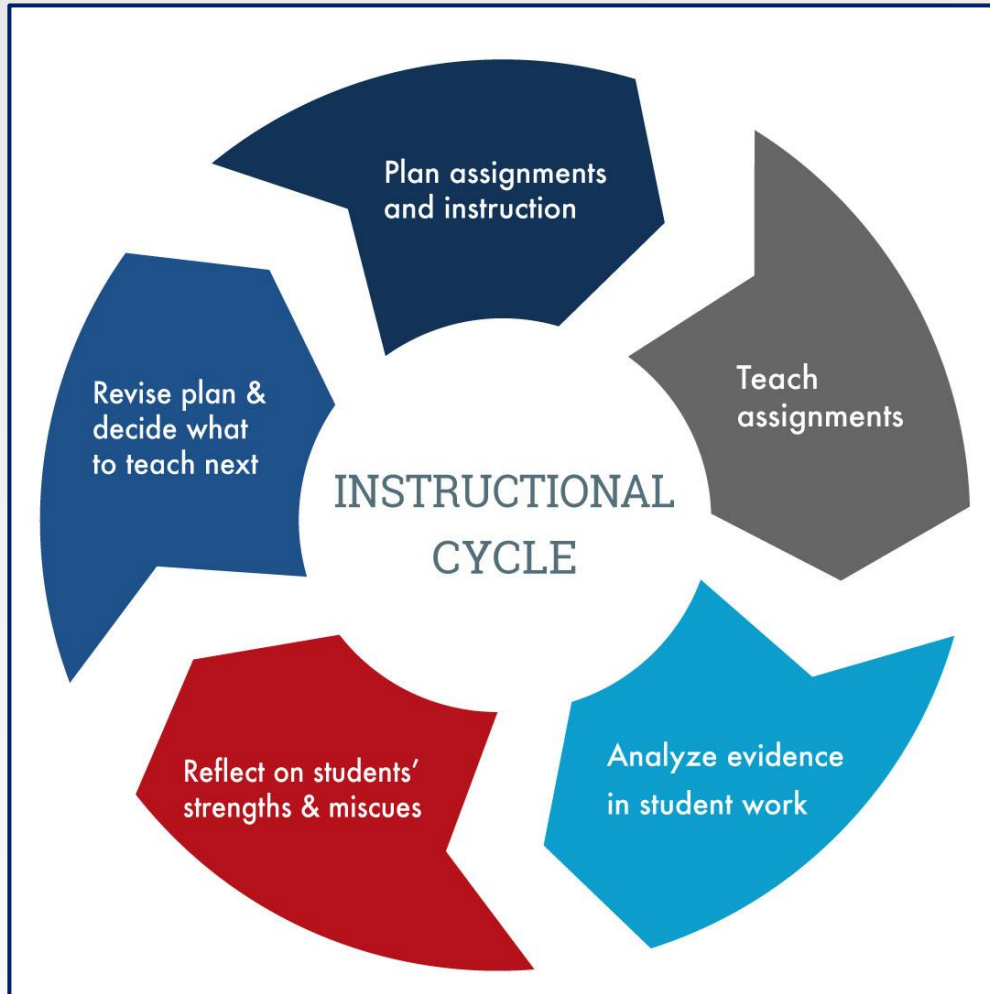 Plan assignments
and instruction
Teach
assignments
Analyze evidence
in student work
Reflect on students’
strengths & miscues
Revise plan &
decide what
to teach next
INSTRUCTIONAL
CYCLE